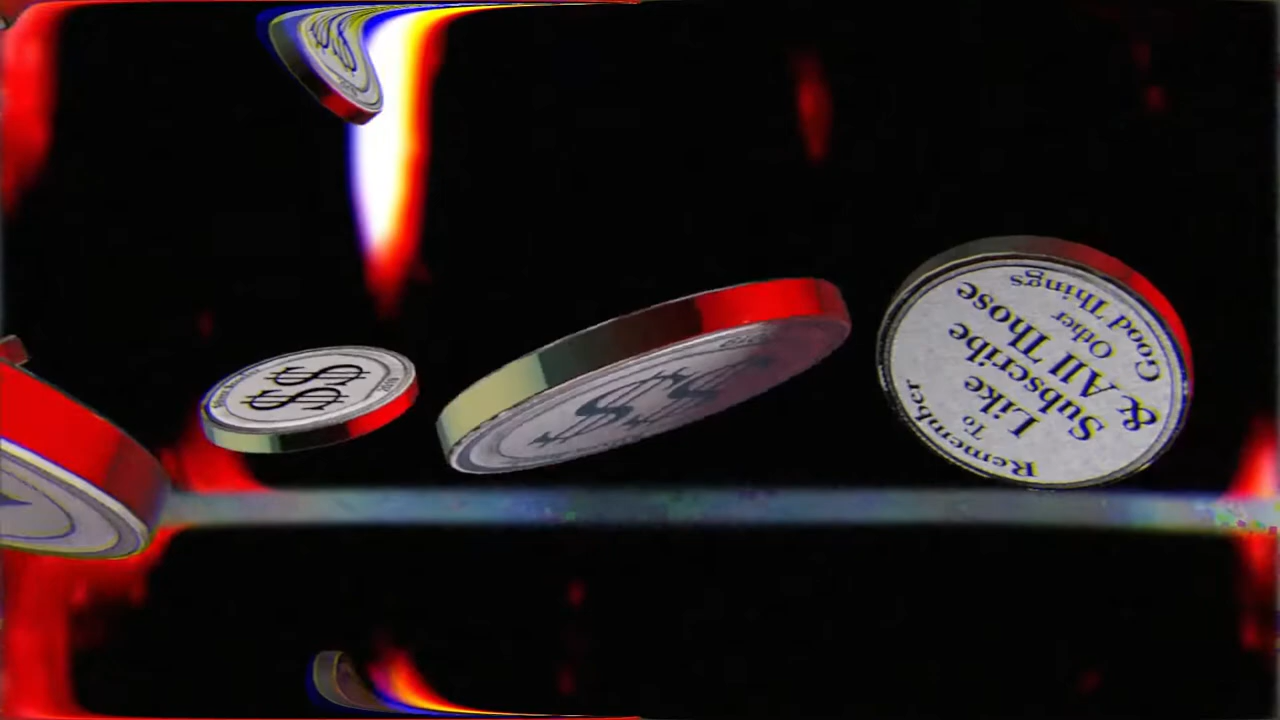 Remember
To
Like
Subscribe
& All Those
Other
Good Things
$$
$$